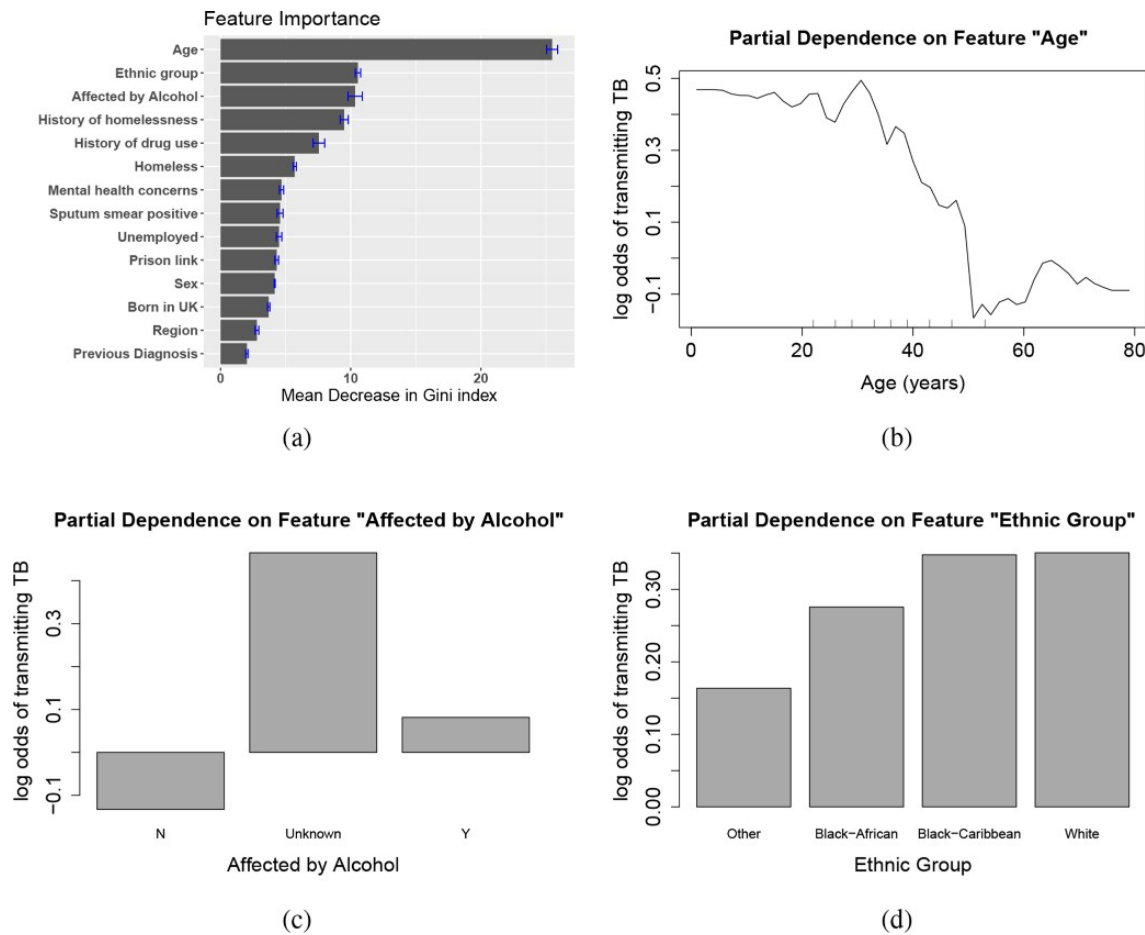 Feature Importance
Age
Ethnic group
Affected by Alcohol
History of homelessness
History of drug use
Homeless
Mental health concerns
Sputum smear positive
Unemployed
Prison link
Sex
Born in UK
Region
Previous Diagnosis
0 10 20
Mean Decrease in Gini index
(a)
Partial Dependence on Feature "Age"
log odds of transmitting TB
0.5
0.3
0.1
−0.1
0 20 40 60 80
Age (years)
(b)
Partial Dependence on Feature "Affected by Alcohol"
log odds of transmitting TB
0.3
0.1
−0.1
N Unknown Y
Affected by Alcohol
(c)
Partial Dependence on Feature "Ethnic Group"
log odds of transmitting TB
0.30
0.20
0.10
0.00
Other Black−African Black−Caribbean White
Ethnic Group
(d)